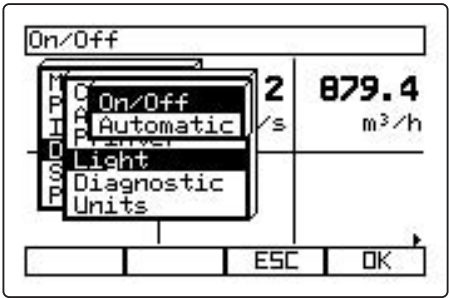 On/Off
2 879.4
/s m³/h
On/Off
Automatic
Light
Diagnostic
Units
ESC OK